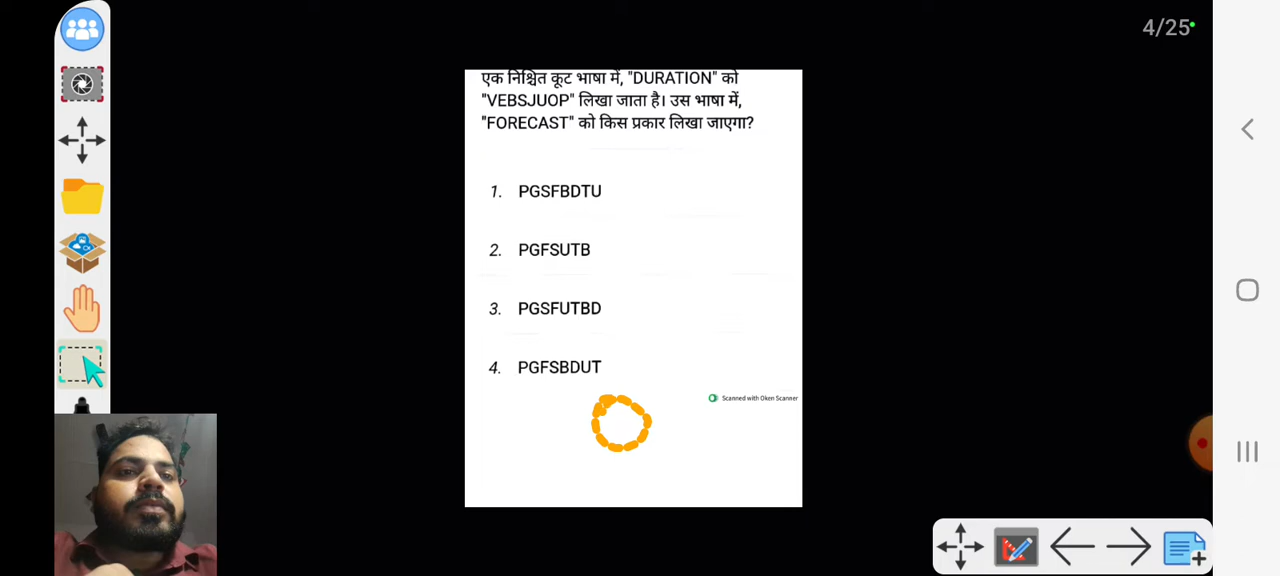 4/25
एक निश्चित कूट भाषा में, "DURATION" को
"VEBSJUOP" लिखा जाता है। उस भाषा में,
"FORECAST" को किस प्रकार लिखा जाएगा?
1. PGSFBDTU
2. PGFSUTB
3. PGSFUTBD
4. PGFSBDUT
Scanned with Oken Scanner